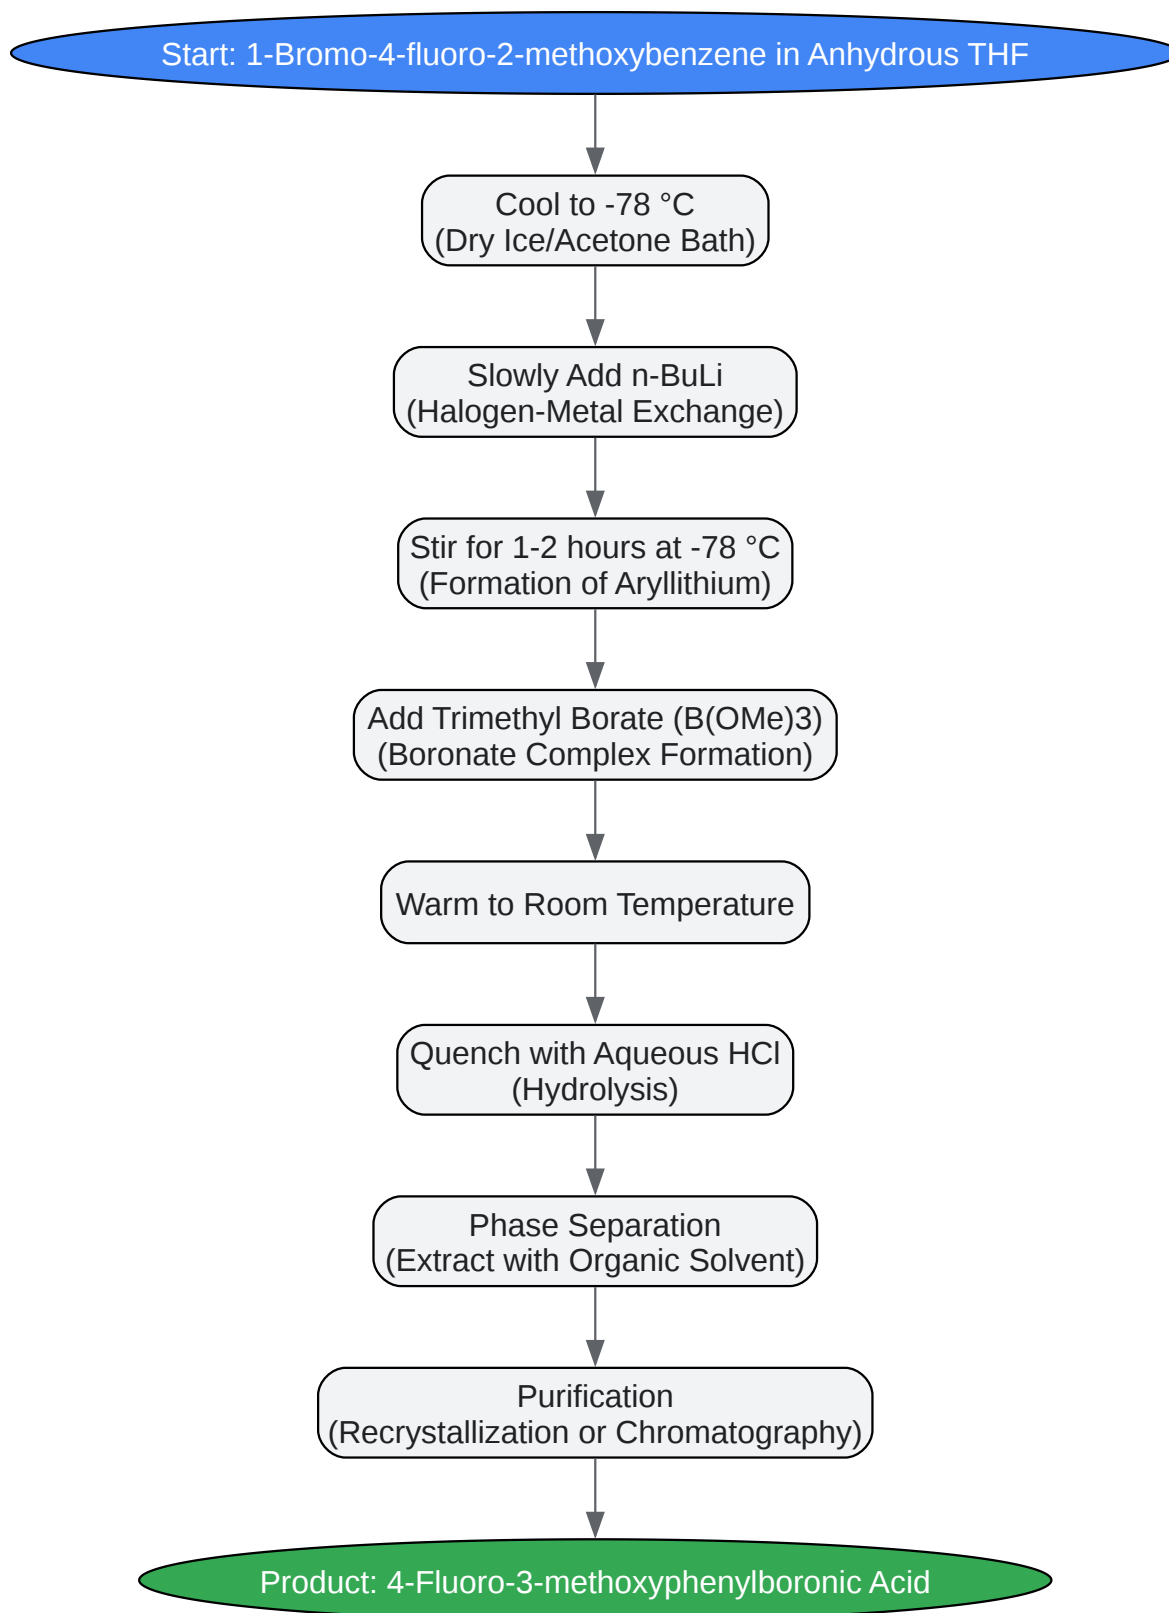 Start: 1-Bromo-4-fluoro-2-methoxybenzene in Anhydrous THF
Cool to -78 °C
(Dry Ice/Acetone Bath)
Slowly Add n-BuLi
(Halogen-Metal Exchange)
Stir for 1-2 hours at -78 °C
(Formation of Aryllithium)
Add Trimethyl Borate (B(OMe)3)
(Boronate Complex Formation)
Warm to Room Temperature
Quench with Aqueous HCl
(Hydrolysis)
Phase Separation
(Extract with Organic Solvent)
Purification
(Recrystallization or Chromatography)
Product: 4-Fluoro-3-methoxyphenylboronic Acid